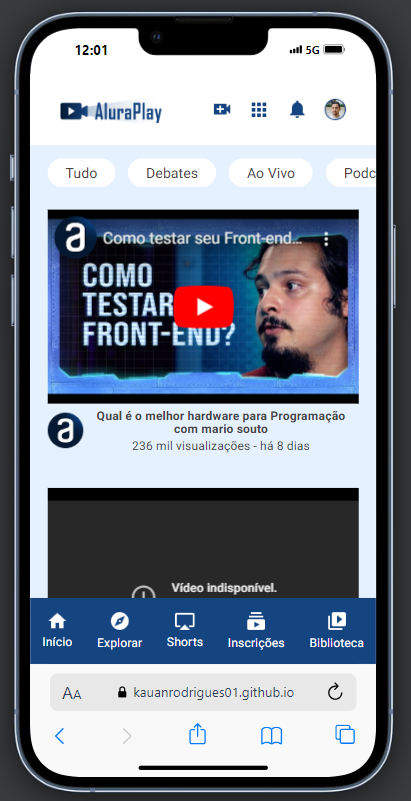 12:01
5G
AluraPlay
Tudo
Debates
Ao Vivo
Podc
a
Como testar seu Front-end...
COMO
TESTAR
FRONT-END?
a
Qual é o melhor hardware para Programação
com mario souto
236 mil visualizações - há 8 dias
Vídeo indisponível.
Início
Explorar
Shorts
Inscrições
Biblioteca
AA
kauanrodrigues01.github.io